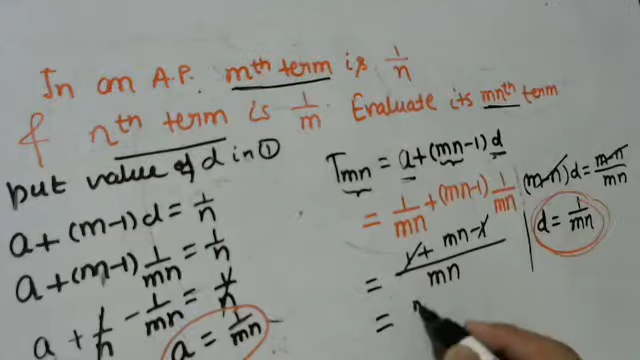 In an A.P. mth term is 1/n
& nth term is 1/m. Evaluate its mnth term
put value of d in ①
a + (m-1) d = 1/n
a + (m-1) 1/mn = 1/n
a + 1/n - 1/mn = 1/n
a = 1/mn
Tmn = a + (mn-1) d
= 1/mn + (mn-1) 1/mn
= 1 + mn - 1 / mn
=
(m-n) d = m-n / mn
d = 1/mn